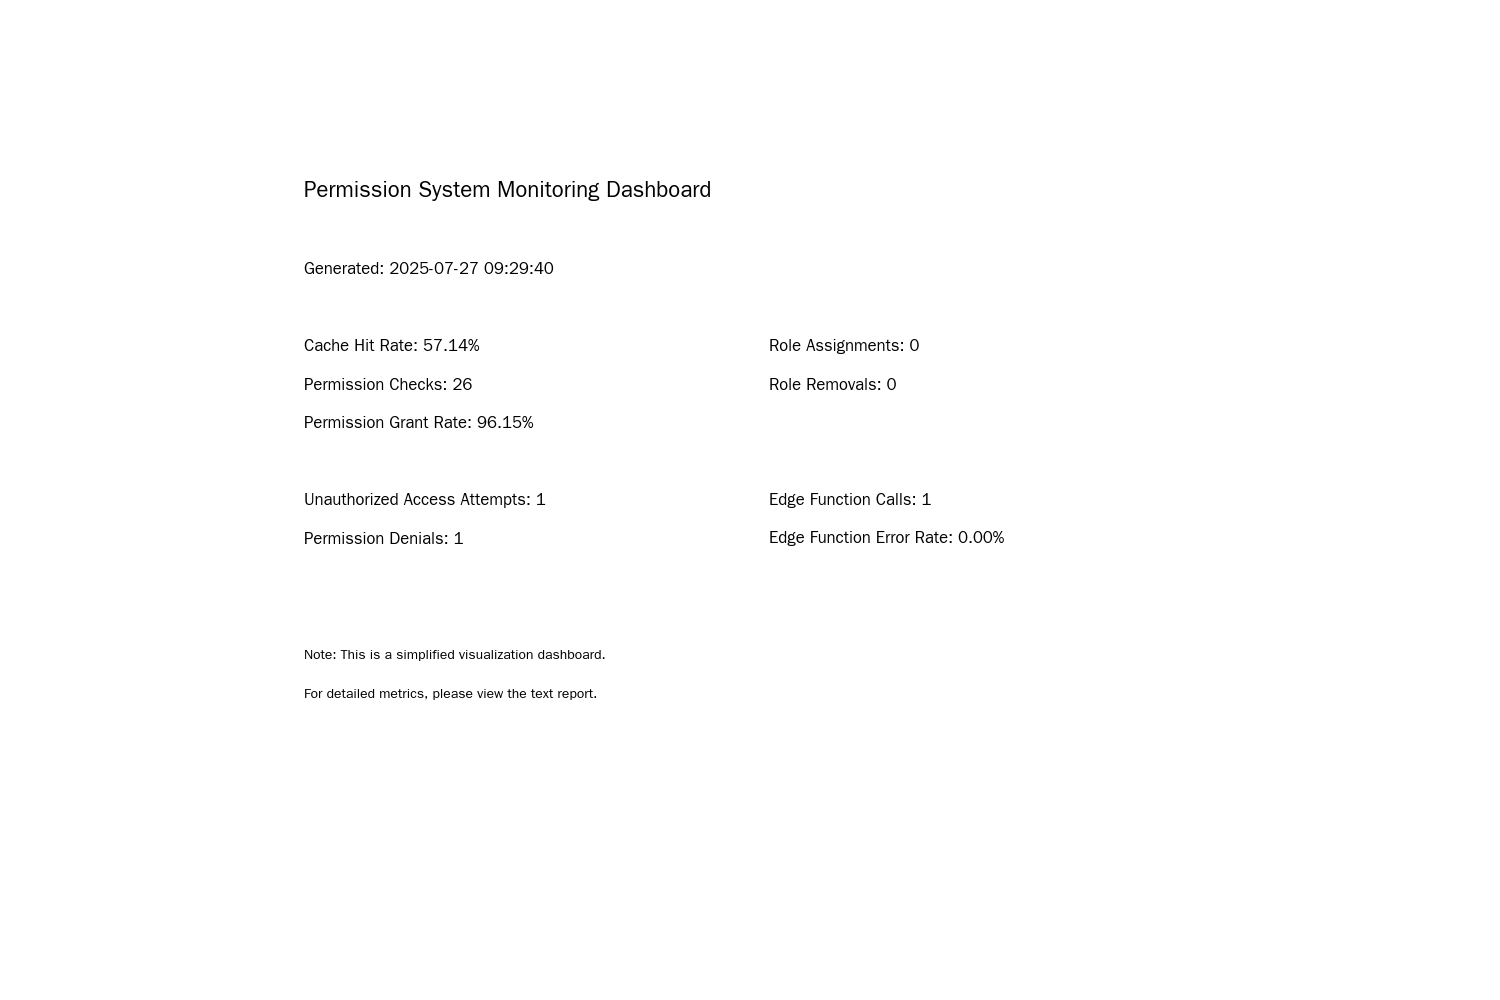 Permission System Monitoring Dashboard
Generated: 2025-07-27 09:29:40
Cache Hit Rate: 57.14%
Permission Checks: 26
Permission Grant Rate: 96.15%
Role Assignments: 0
Role Removals: 0
Unauthorized Access Attempts: 1
Permission Denials: 1
Edge Function Calls: 1
Edge Function Error Rate: 0.00%
Note: This is a simplified visualization dashboard.
For detailed metrics, please view the text report.